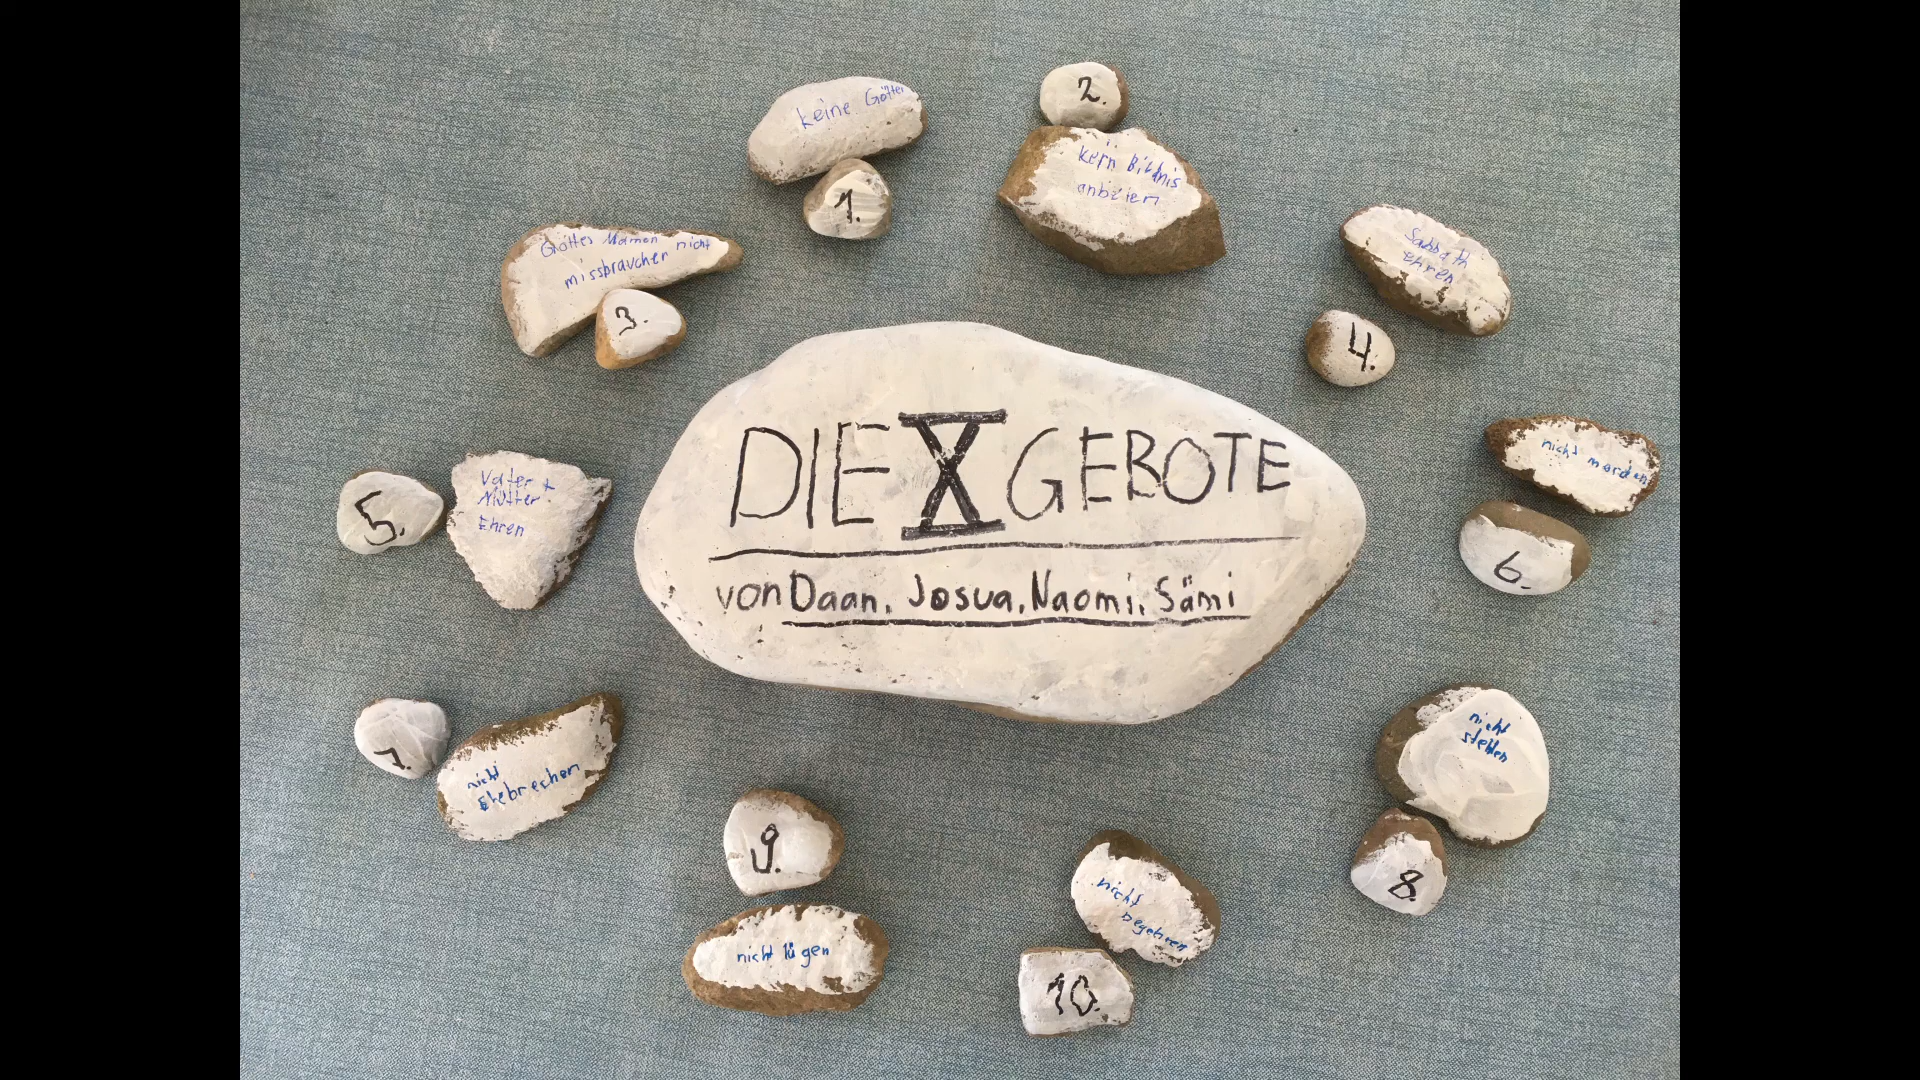 DIE X GEBOTE
von Daan, Josua, Naomi, Sämi
1.
keine Götter
2.
kein Bildnis
anbeten
3.
Gottes Namen nicht
missbrauchen
4.
Sabbath
ehren
5.
Vater +
Mutter
Ehren
6.
nicht morden
7.
nicht
Ehebrechen
8.
nicht
stehlen
9.
nicht lügen
10.
nicht
begehren